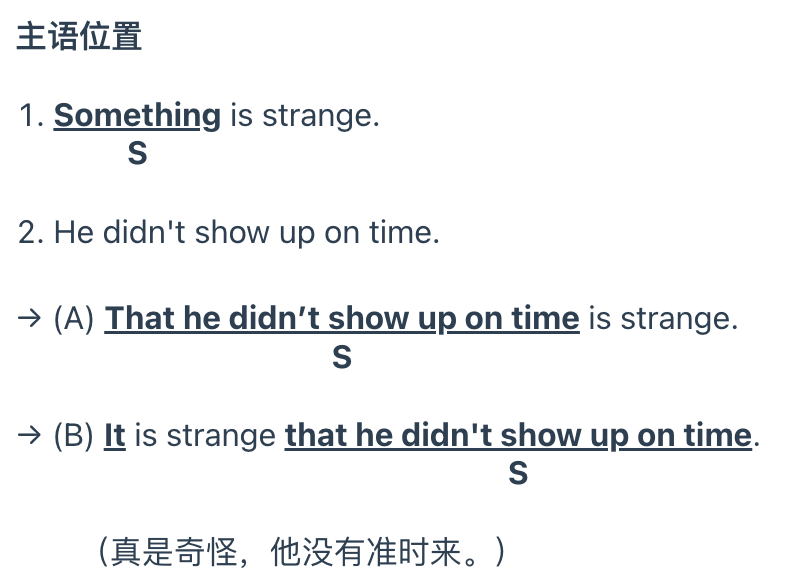 主语位置
1. Something is strange.
S
2. He didn't show up on time.
→ (A) That he didn’t show up on time is strange.
S
→ (B) It is strange that he didn't show up on time.
S
（真是奇怪，他没有准时来。）